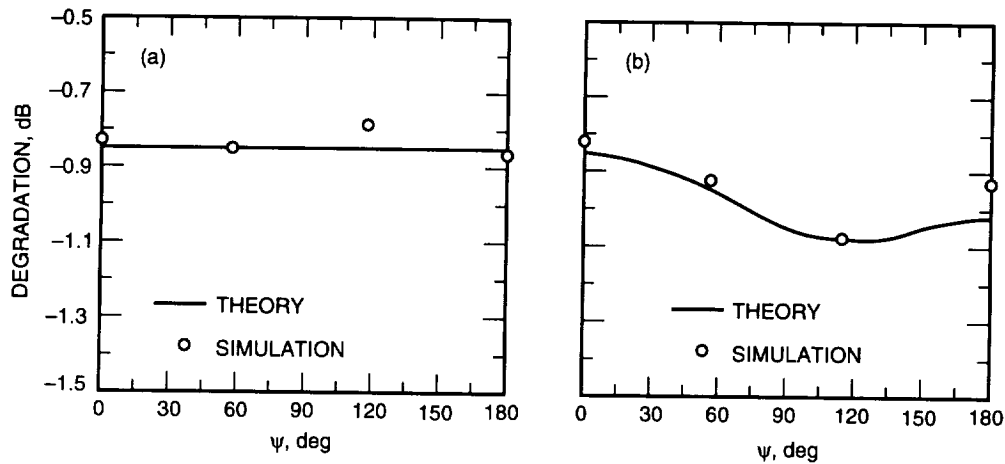 DEGRADATION, dB
−0.5
−0.7
−0.9
−1.1
−1.3
−1.5
(a)
THEORY
SIMULATION
0 30 60 90 120 150 180
ψ, deg
(b)
THEORY
SIMULATION
0 30 60 90 120 150 180
ψ, deg